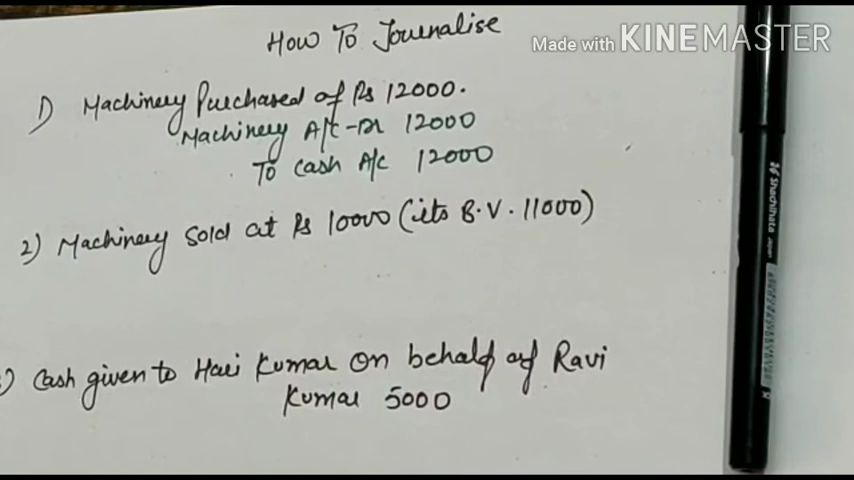 How To Journalise
Made with KINEMASTER
1) Machinery Purchased of Rs 12000.
Machinery A/c-Dr 12000
To Cash A/c 12000
2) Machinery sold at Rs 10000 (its B.V. 11000)
) Cash given to Hari Kumar on behalf of Ravi
Kumar 5000
Shachihata